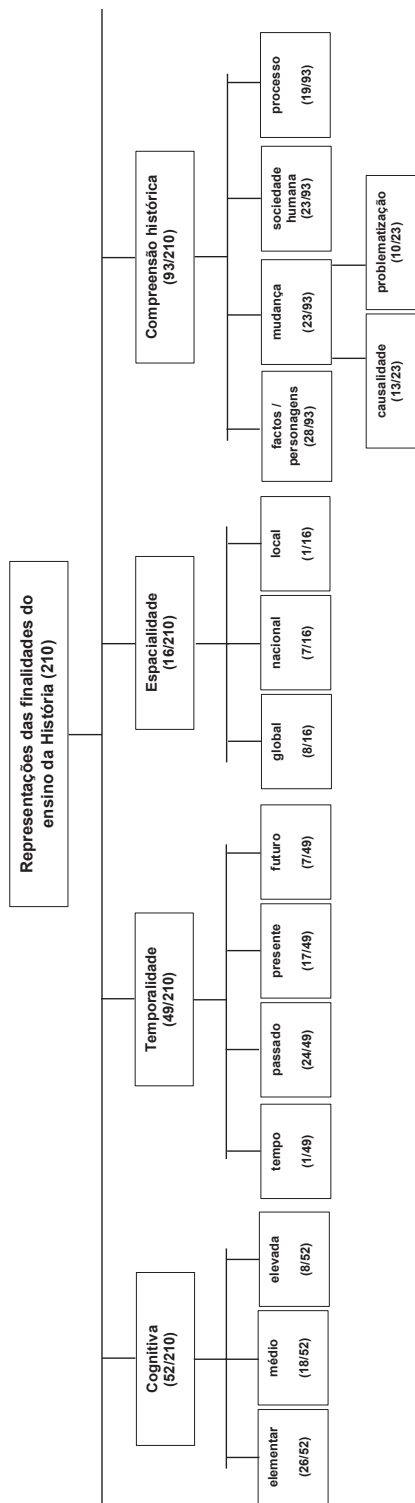 Representações das finalidades do
ensino da História (210)
Cognitiva
(52/210)
Temporalidade
(49/210)
Espacialidade
(16/210)
Compreensão histórica
(93/210)
elementar
(26/52)
médio
(18/52)
elevada
(8/52)
tempo
(1/49)
passado
(24/49)
presente
(17/49)
futuro
(7/49)
global
(8/16)
nacional
(7/16)
local
(1/16)
factos /
personagens
(28/93)
mudança
(23/93)
sociedade
humana
(23/93)
processo
(19/93)
causalidade
(13/23)
problematização
(10/23)